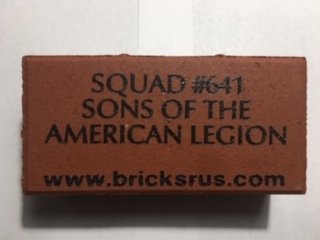 SQUAD #641
SONS OF THE
AMERICAN LEGION
www.bricksrus.com